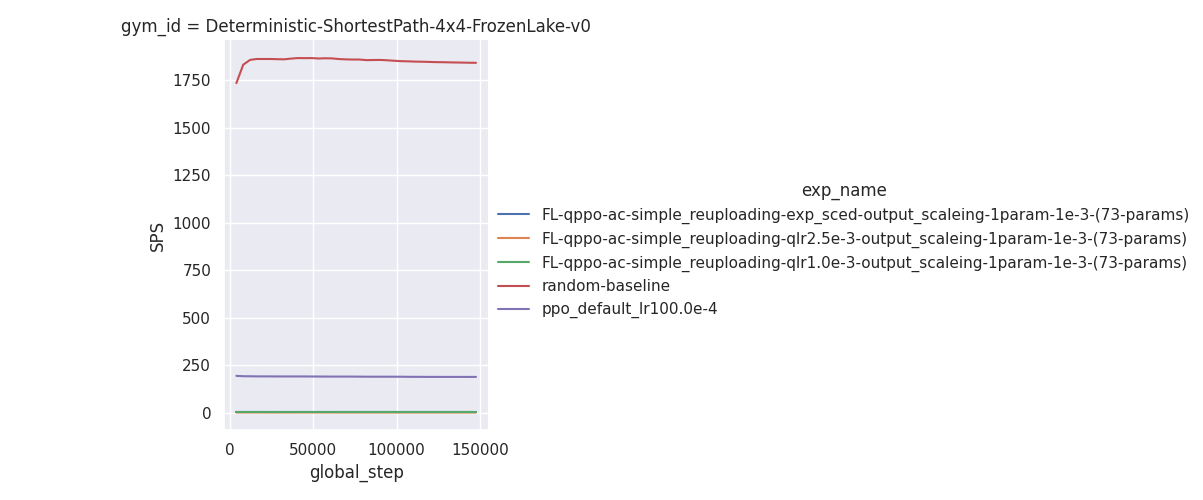 gym_id = Deterministic-ShortestPath-4x4-FrozenLake-v0
1750
1500
1250
1000
750
500
250
0
SPS
0 50000 100000 150000
global_step
exp_name
FL-qppo-ac-simple_reuploading-exp_sced-output_scaleing-1param-1e-3-(73-params)
FL-qppo-ac-simple_reuploading-qlr2.5e-3-output_scaleing-1param-1e-3-(73-params)
FL-qppo-ac-simple_reuploading-qlr1.0e-3-output_scaleing-1param-1e-3-(73-params)
random-baseline
ppo_default_lr100.0e-4